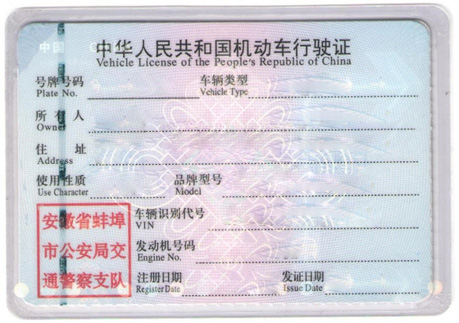 中华人民共和国机动车行驶证
Vehicle License of the People's Republic of China
号牌号码 车辆类型
Plate No. Vehicle Type
所有人
Owner
住址
Address
使用性质 品牌型号
Use Character Model
安徽省蚌埠
市公安局交
通警察支队
车辆识别代号
VIN
发动机号码
Engine No.
注册日期 发证日期
RegisterDate Issue Date